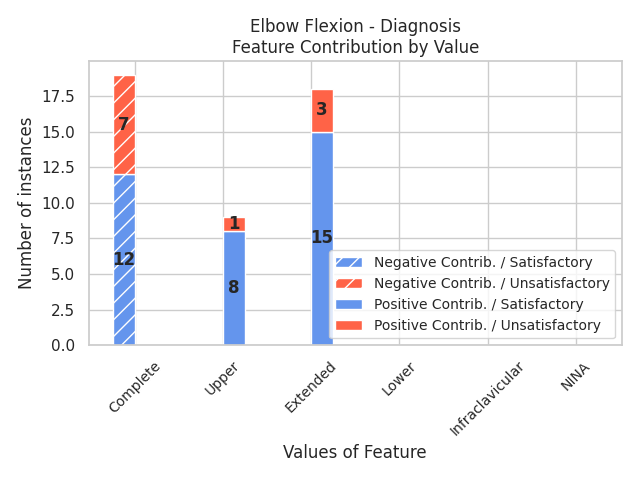 Elbow Flexion - Diagnosis
Feature Contribution by Value
Number of instances
17.5
15.0
12.5
10.0
7.5
5.0
2.5
0.0
7
12
1
8
3
15
Negative Contrib. / Satisfactory
Negative Contrib. / Unsatisfactory
Positive Contrib. / Satisfactory
Positive Contrib. / Unsatisfactory
Complete
Upper
Extended
Lower
Infraclavicular
NINA
Values of Feature